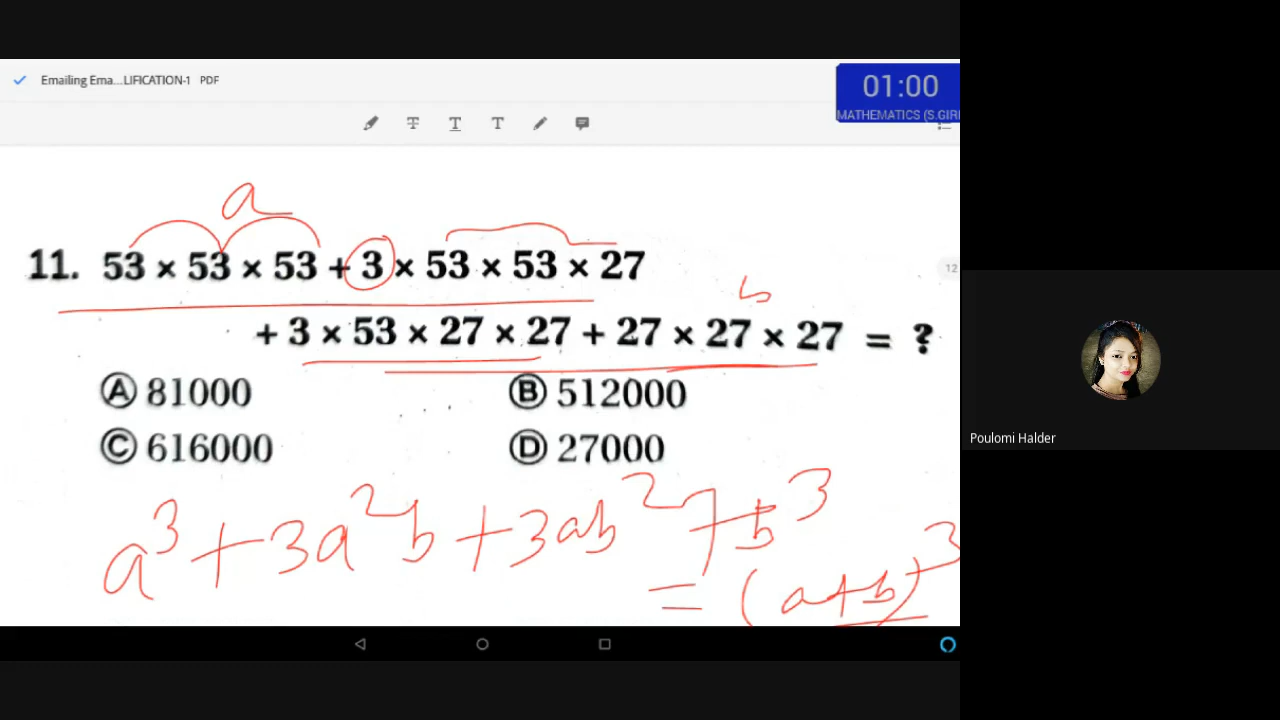 Emailing Ema...LIFICATION-1 PDF
01:00
MATHEMATICS (S.GIRI
T T T
a
11. 53 × 53 × 53 + 3 × 53 × 53 × 27
12
b
+ 3 × 53 × 27 × 27 + 27 × 27 × 27 = ?
Ⓐ 81000 Ⓑ 512000
Ⓒ 616000 Ⓓ 27000
a³ + 3a²b + 3ab² + b³
= (a+b)³
Poulomi Halder